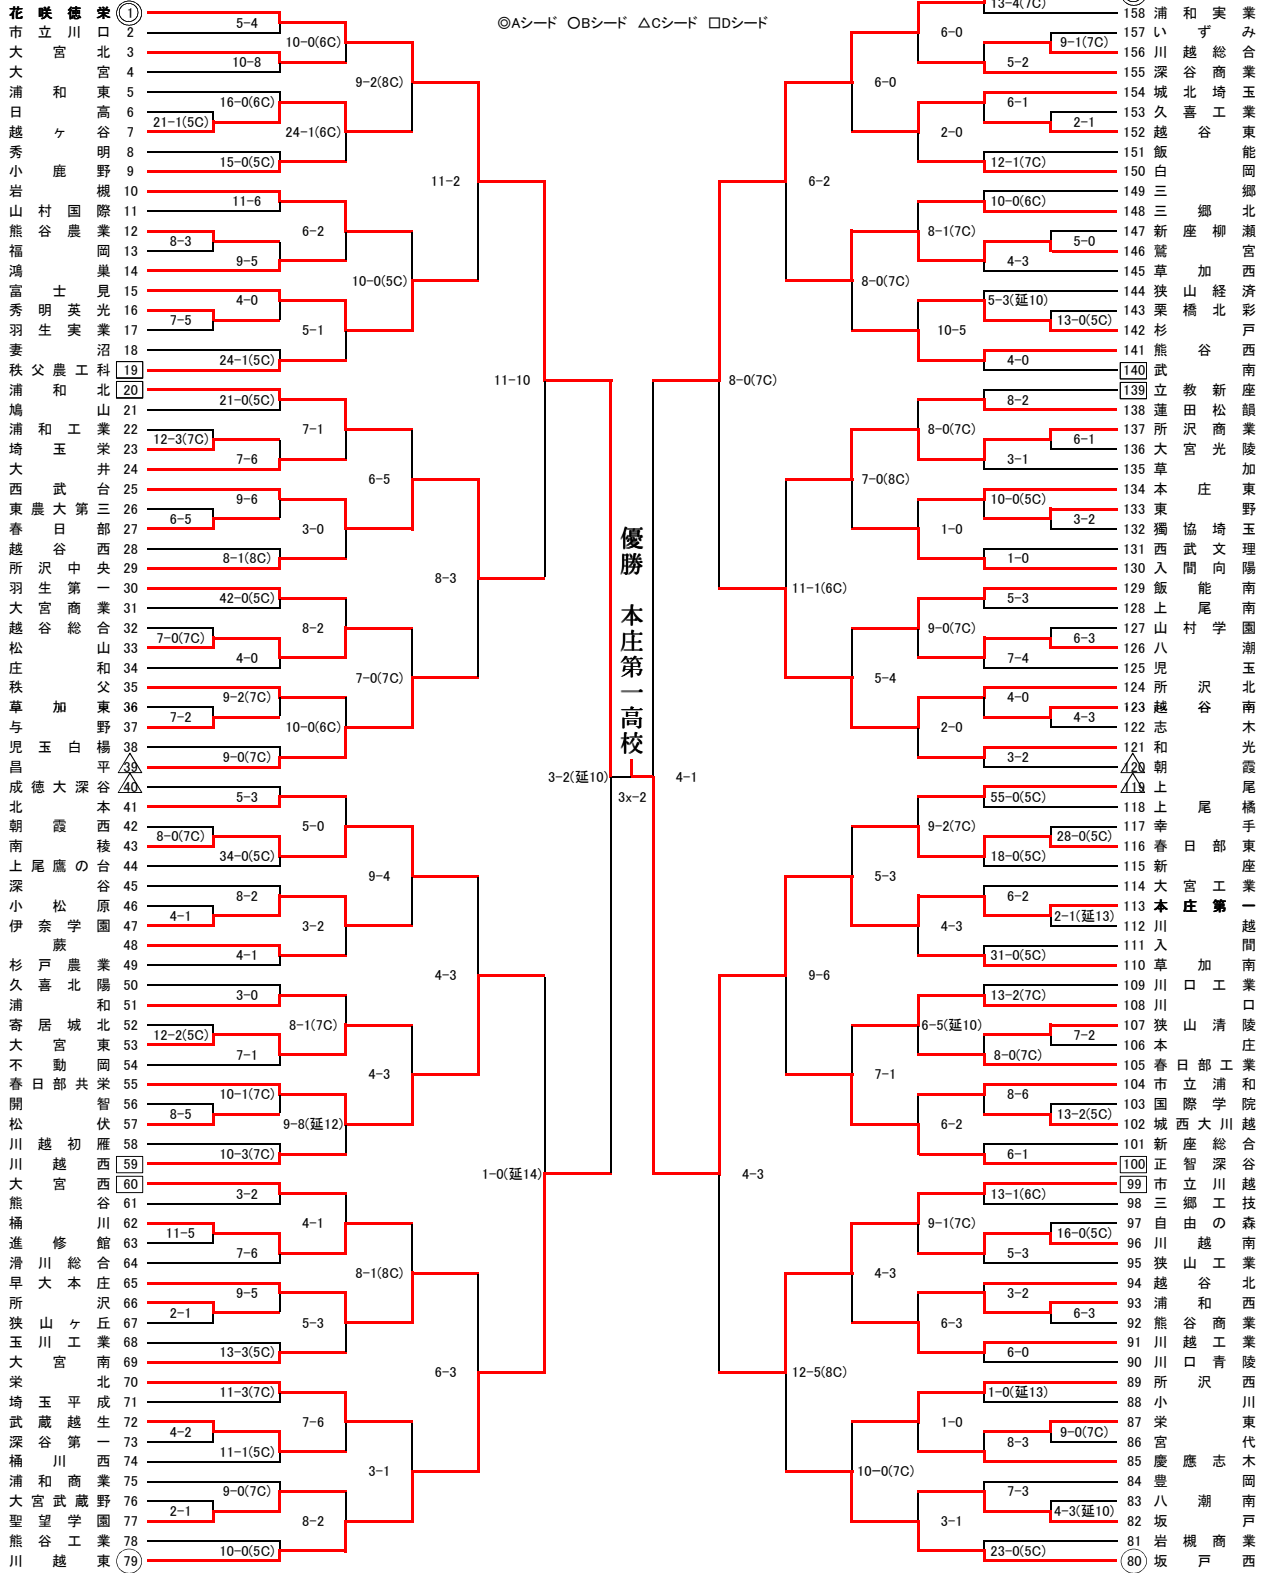 ◎Aシード ○Bシード △Cシード □Dシード
花咲徳栄 1
市立川口 2
大宮北 3
大宮 4
浦和東 5
日高 6
越ヶ谷 7
秀明 8
小鹿野 9
岩槻 10
山村国際 11
熊谷農業 12
福岡 13
鴻巣 14
富士見 15
秀明英光 16
羽生実業 17
妻沼 18
秩父農工科 19
浦和北 20
鳩山 21
浦和工業 22
埼玉栄 23
大井 24
西武台 25
東農大第三 26
春日部 27
越谷西 28
所沢中央 29
羽生第一 30
大宮商業 31
越谷総合 32
松山 33
庄和 34
秩父 35
草加東 36
与野 37
児玉白楊 38
昌平 39
成徳大深谷 40
北本 41
朝霞西 42
南稜 43
上尾鷹の台 44
深谷 45
小松原 46
伊奈学園 47
蕨 48
杉戸農業 49
久喜北陽 50
浦和 51
寄居城北 52
大宮東 53
不動岡 54
春日部共栄 55
開智 56
松伏 57
川越初雁 58
川越西 59
大宮西 60
熊谷 61
桶川 62
進修館 63
滑川総合 64
早大本庄 65
所沢 66
狭山ヶ丘 67
玉川工業 68
大宮南 69
栄北 70
埼玉平成 71
武蔵越生 72
深谷第一 73
桶川西 74
浦和商業 75
大宮武蔵野 76
聖望学園 77
熊谷工業 78
川越東 79
21-1(5C)
8-3
7-5
12-3(7C)
6-5
7-0(7C)
7-2
8-0(7C)
4-1
12-2(5C)
8-5
11-5
2-1
4-2
2-1
5-4
10-8
16-0(6C)
15-0(5C)
11-6
9-5
4-0
24-1(5C)
21-0(5C)
7-6
9-6
8-1(8C)
42-0(5C)
4-0
9-2(7C)
9-0(7C)
5-3
34-0(5C)
8-2
4-1
3-0
7-1
10-1(7C)
10-3(7C)
3-2
7-6
9-5
13-3(5C)
11-3(7C)
11-1(5C)
9-0(7C)
10-0(5C)
10-0(6C)
24-1(6C)
6-2
5-1
7-1
3-0
8-2
10-0(6C)
5-0
3-2
8-1(7C)
9-8(延12)
4-1
5-3
7-6
8-2
9-2(8C)
10-0(5C)
6-5
7-0(7C)
9-4
4-3
8-1(8C)
3-1
11-2
8-3
4-3
6-3
11-10
1-0(延14)
3-2(延10)
優勝 本庄第一高校
3x-2
4-1
8-0(7C)
4-3
6-2
11-1(6C)
9-6
12-5(8C)
6-0
8-0(7C)
7-0(8C)
5-4
5-3
7-1
4-3
10-0(7C)
6-0
2-0
8-1(7C)
10-5
8-0(7C)
1-0
9-0(7C)
2-0
9-2(7C)
4-3
6-5(延10)
6-2
9-1(7C)
6-3
1-0
3-1
13-4(7C)
5-2
6-1
12-1(7C)
10-0(6C)
4-3
5-3(延10)
4-0
8-2
3-1
10-0(5C)
1-0
5-3
7-4
4-0
3-2
55-0(5C)
18-0(5C)
6-2
31-0(5C)
13-2(7C)
8-0(7C)
8-6
6-1
13-1(6C)
5-3
3-2
6-0
1-0(延13)
8-3
7-3
23-0(5C)
9-1(7C)
2-1
5-0
13-0(5C)
6-1
3-2
6-3
4-3
28-0(5C)
2-1(延13)
7-2
13-2(5C)
16-0(5C)
6-3
9-0(7C)
4-3(延10)
158 浦和実業
157 いずみ
156 川越総合
155 深谷商業
154 城北埼玉
153 久喜工業
152 越谷東
151 飯能
150 白岡
149 三郷
148 三郷北
147 新座柳瀬
146 鷲宮
145 草加西
144 狭山経済
143 栗橋北彩
142 杉戸
141 熊谷西
140 武南
139 立教新座
138 蓮田松韻
137 所沢商業
136 大宮光陵
135 草加
134 本庄東
133 東野
132 獨協埼玉
131 西武文理
130 入間向陽
129 飯能南
128 上尾南
127 山村学園
126 八潮
125 児玉
124 所沢北
123 越谷南
122 志木
121 和光
120 朝霞
119 上尾
118 上尾橘
117 幸手
116 春日部東
115 新座
114 大宮工業
113 本庄第一
112 川越
111 入間
110 草加南
109 川口工業
108 川口
107 狭山清陵
106 本庄
105 春日部工業
104 市立浦和
103 国際学院
102 城西大川越
101 新座総合
100 正智深谷
99 市立川越
98 三郷工技
97 自由の森
96 川越南
95 狭山工業
94 越谷北
93 浦和西
92 熊谷商業
91 川越工業
90 川口青陵
89 所沢西
88 小川
87 栄東
86 宮代
85 慶應志木
84 豊岡
83 八潮南
82 坂戸
81 岩槻商業
80 坂戸西